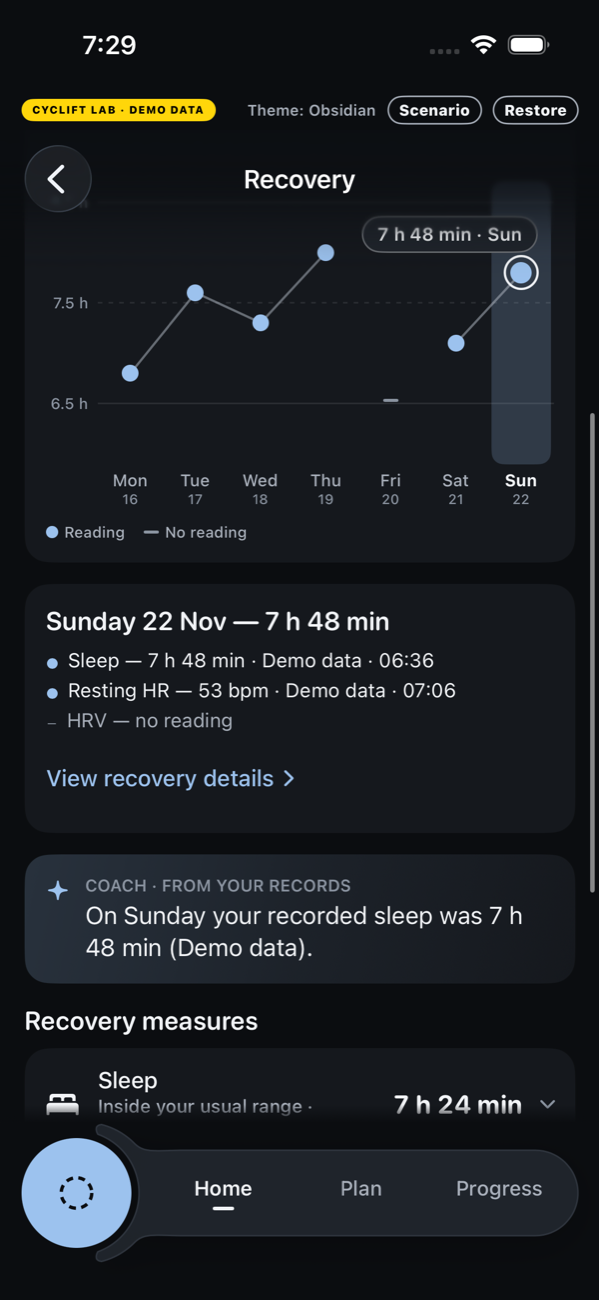 7:29
CYCLIFT LAB · DEMO DATA
Theme: Obsidian
Scenario
Restore
Recovery
7 h 48 min · Sun
7.5 h
6.5 h
Mon Tue Wed Thu Fri Sat Sun
16 17 18 19 20 21 22
Reading
No reading
Sunday 22 Nov — 7 h 48 min
Sleep — 7 h 48 min · Demo data · 06:36
Resting HR — 53 bpm · Demo data · 07:06
– HRV — no reading
View recovery details
COACH · FROM YOUR RECORDS
On Sunday your recorded sleep was 7 h
48 min (Demo data).
Recovery measures
Sleep
Inside your usual range ·
7 h 24 min
Home
Plan
Progress